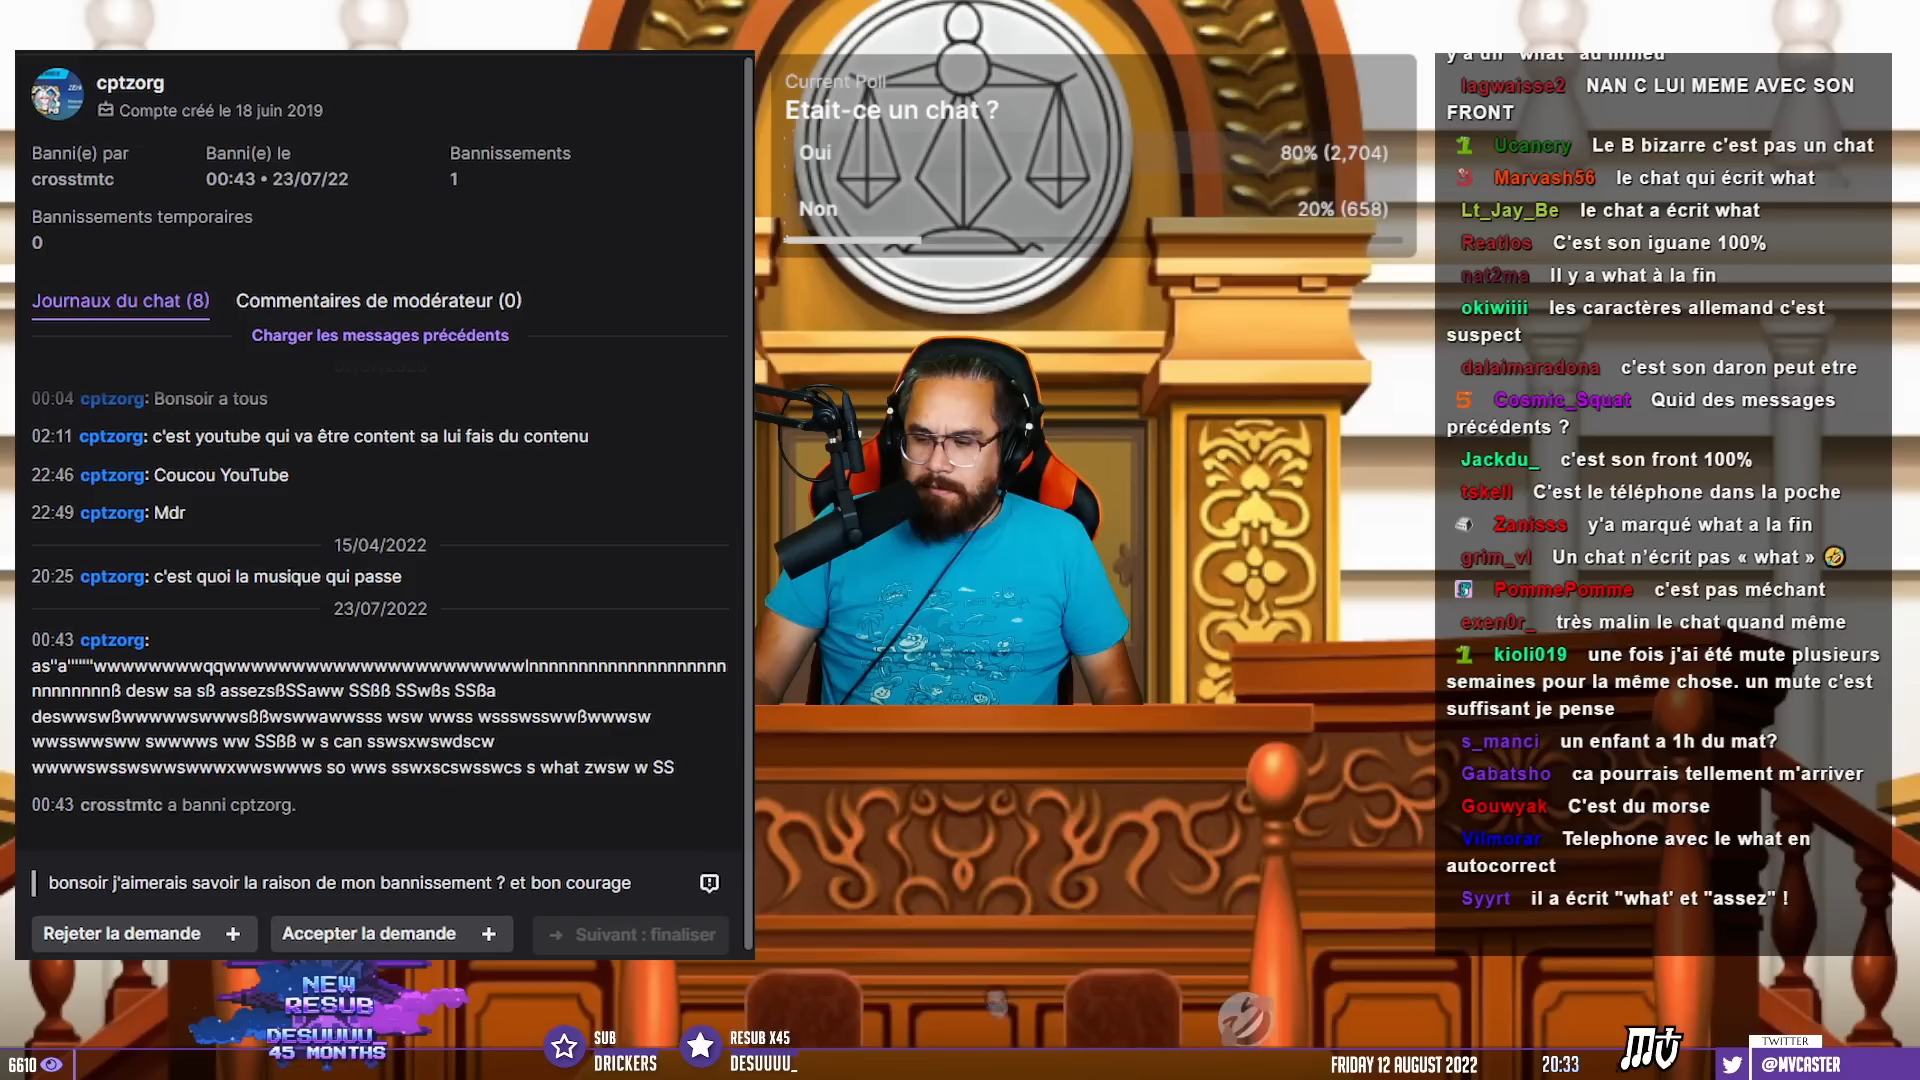 cptzorg
Compte créé le 18 juin 2019
Banni(e) par
crosstmtc
Banni(e) le
00:43 • 23/07/22
Bannissements
1
Bannissements temporaires
0
Journaux du chat (8)
Commentaires de modérateur (0)
Charger les messages précédents
00:04 cptzorg: Bonsoir a tous
02:11 cptzorg: c'est youtube qui va être content sa lui fais du contenu
22:46 cptzorg: Coucou YouTube
22:49 cptzorg: Mdr
15/04/2022
20:25 cptzorg: c'est quoi la musique qui passe
23/07/2022
00:43 cptzorg:
nnnnnnnnß desw sa sß assezsßSSaww SSßß SSwßs SSßa
deswwswßwwwwwswwwsßßwswwawwsss wsw wwss wssswsswwßwwwsw
wwsswwsww swwwws ww SSßß w s can sswsxwswdscw
wwwwswsswswwswwwxwwswwws so wws sswxscswsswcs s what zwsw w SS
00:43 crosstmtc a banni cptzorg.
bonsoir j'aimerais savoir la raison de mon bannissement ? et bon courage
Rejeter la demande +
Accepter la demande +
→ Suivant : finaliser
Current Poll
Etait-ce un chat ?
Oui 80% (2,704)
Non 20% (658)
lagwaisse2 NAN C LUI MEME AVEC SON
FRONT
Ucancry Le B bizarre c'est pas un chat
Marvash56 le chat qui écrit what
Lt_Jay_Be le chat a écrit what
Reatlos C'est son iguane 100%
nat2ma Il y a what à la fin
okiwiiii les caractères allemand c'est
suspect
dalaimaradona c'est son daron peut etre
Cosmic_Squat Quid des messages
précédents ?
Jackdu_ c'est son front 100%
tskell C'est le téléphone dans la poche
Zanisss y'a marqué what a la fin
grim_vl Un chat n'écrit pas « what » 🤣
PommePomme c'est pas méchant
exen0r_ très malin le chat quand même
kioli019 une fois j'ai été mute plusieurs
semaines pour la même chose. un mute c'est
suffisant je pense
s_manci un enfant a 1h du mat?
Gabatsho ca pourrais tellement m'arriver
Gouwyak C'est du morse
Vilmorar Telephone avec le what en
autocorrect
Syyrt il a écrit "what' et "assez" !
NEW
RESUB
DESUUUU_
45 MONTHS
6610
SUB
DRICKERS
RESUB X45
DESUUUU_
FRIDAY 12 AUGUST 2022
20:33
MV
TWITTER
@MVCASTER